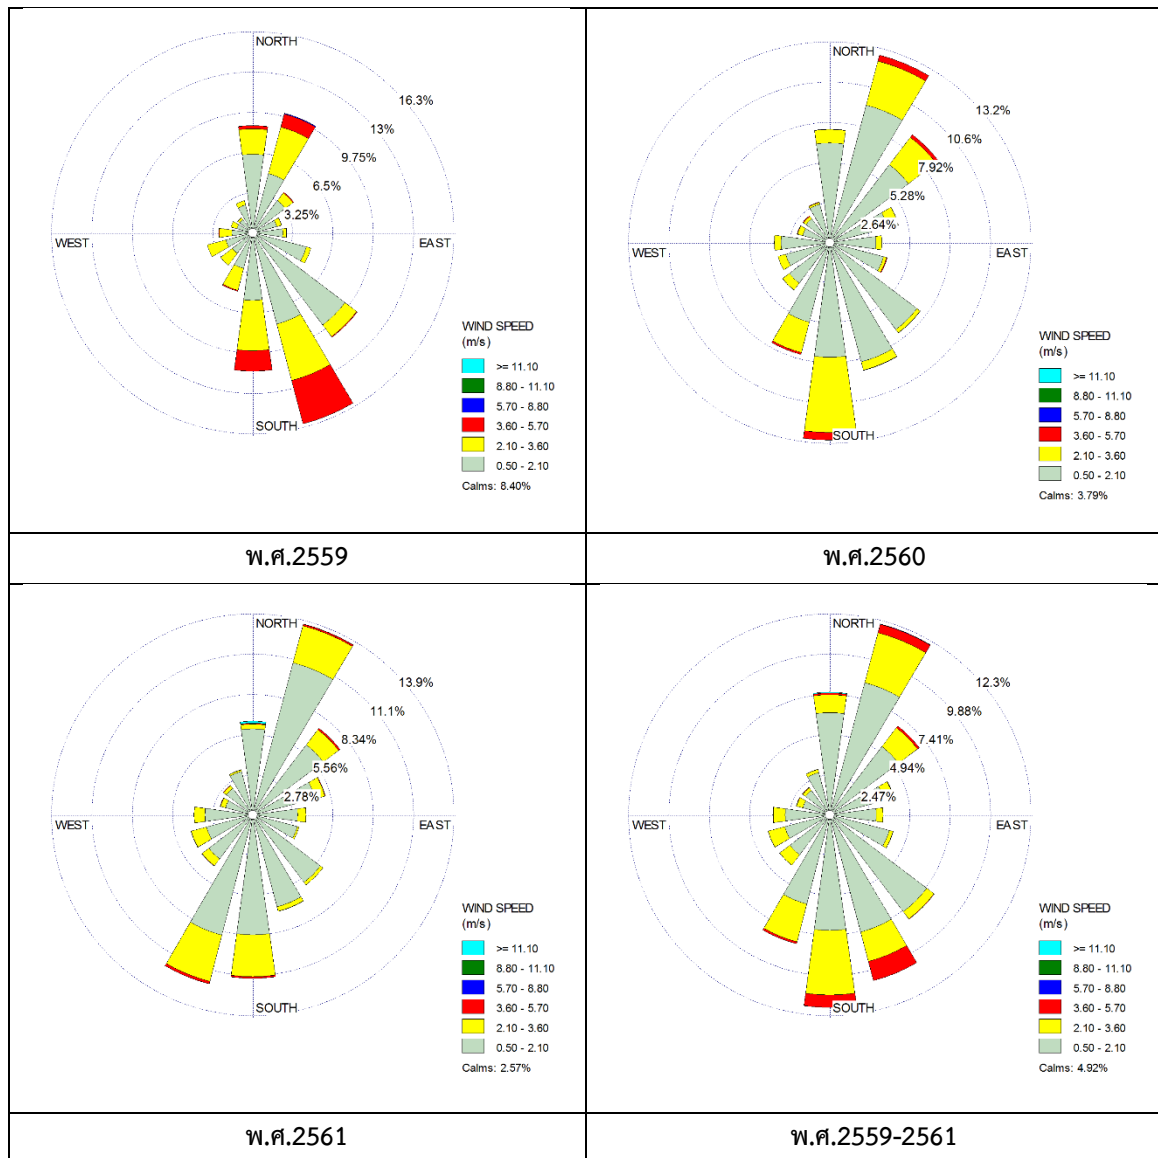 NORTH
16.3%
13%
9.75%
6.5%
3.25%
WEST
EAST
SOUTH
WIND SPEED
(m/s)
>= 11.10
8.80 - 11.10
5.70 - 8.80
3.60 - 5.70
2.10 - 3.60
0.50 - 2.10
Calms: 8.40%
พ.ศ.2559
NORTH
13.2%
10.6%
7.92%
5.28%
2.64%
WEST
EAST
SOUTH
WIND SPEED
(m/s)
>= 11.10
8.80 - 11.10
5.70 - 8.80
3.60 - 5.70
2.10 - 3.60
0.50 - 2.10
Calms: 3.79%
พ.ศ.2560
NORTH
13.9%
11.1%
8.34%
5.56%
2.78%
WEST
EAST
SOUTH
WIND SPEED
(m/s)
>= 11.10
8.80 - 11.10
5.70 - 8.80
3.60 - 5.70
2.10 - 3.60
0.50 - 2.10
Calms: 2.57%
พ.ศ.2561
NORTH
12.3%
9.88%
7.41%
4.94%
2.47%
WEST
EAST
SOUTH
WIND SPEED
(m/s)
>= 11.10
8.80 - 11.10
5.70 - 8.80
3.60 - 5.70
2.10 - 3.60
0.50 - 2.10
Calms: 4.92%
พ.ศ.2559-2561